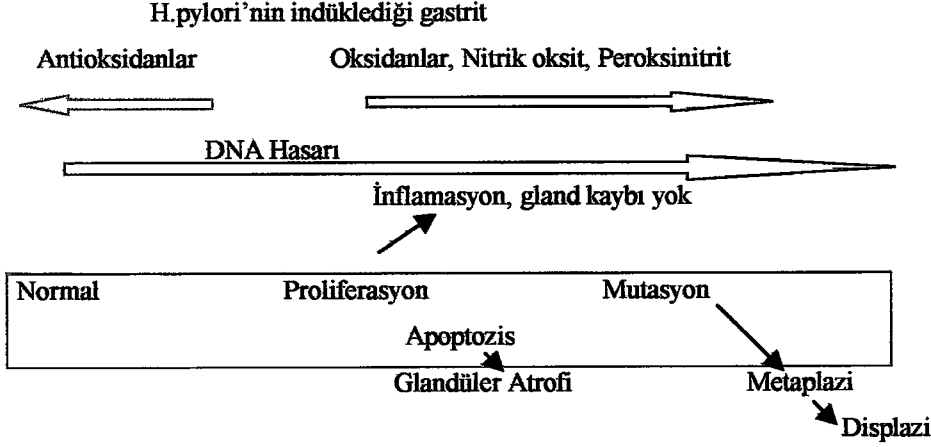 H.pylori’nin indüklediği gastrit
Antioksidanlar Oksidanlar, Nitrik oksit, Peroksinitrit
DNA Hasarı
İnflamasyon, gland kaybı yok
Normal Proliferasyon Mutasyon
Apoptozis
Glandüler Atrofi Metaplazi
Displazi